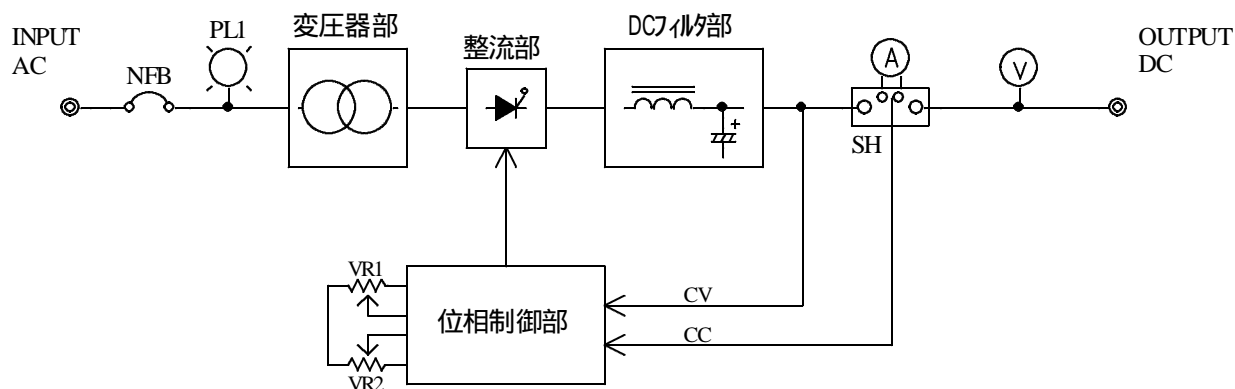 INPUT
AC
NFB
PL1
変圧器部
整流部
DCフィルタ部
A
SH
V
OUTPUT
DC
+
VR1
VR2
位相制御部
CV
CC